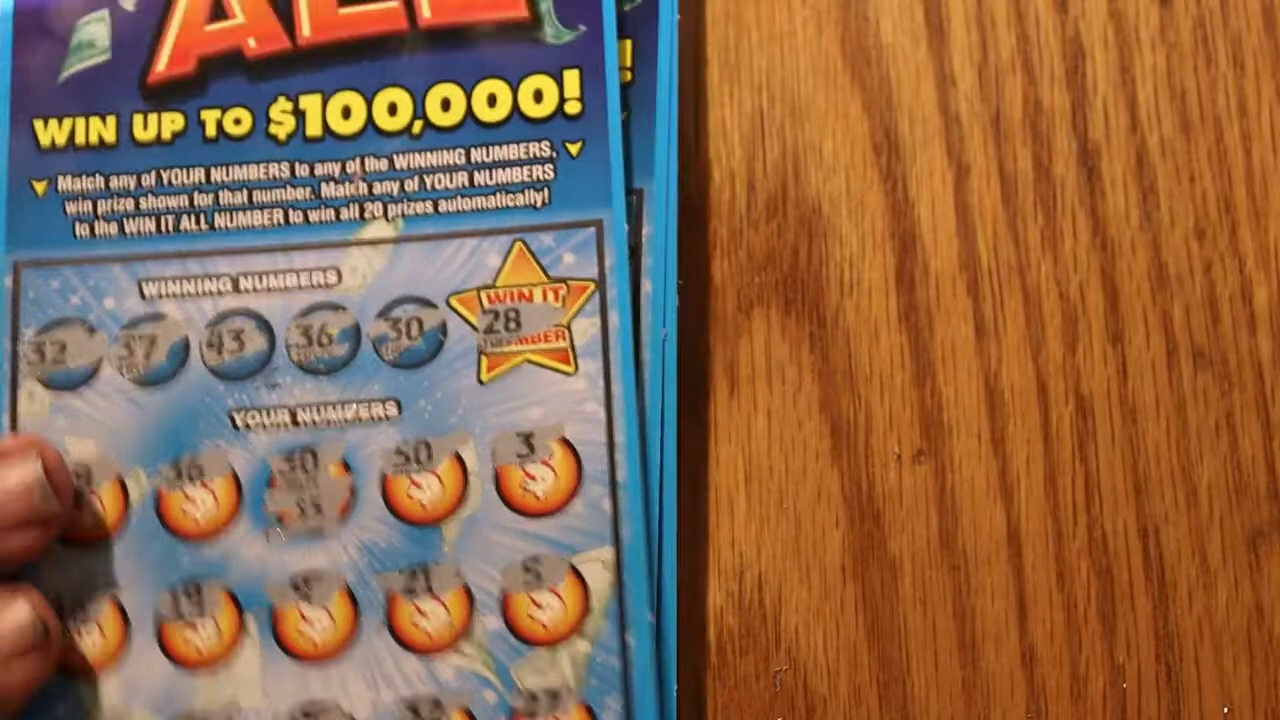 ALL
WIN UP TO $100,000!
Match any of YOUR NUMBERS to any of the WINNING NUMBERS,
win prize shown for that number. Match any of YOUR NUMBERS
to the WIN IT ALL NUMBER to win all 20 prizes automatically!
WINNING NUMBERS
WIN IT
32 37 43 36 30 28
YOUR NUMBERS
30 50 3
19 21 5
27